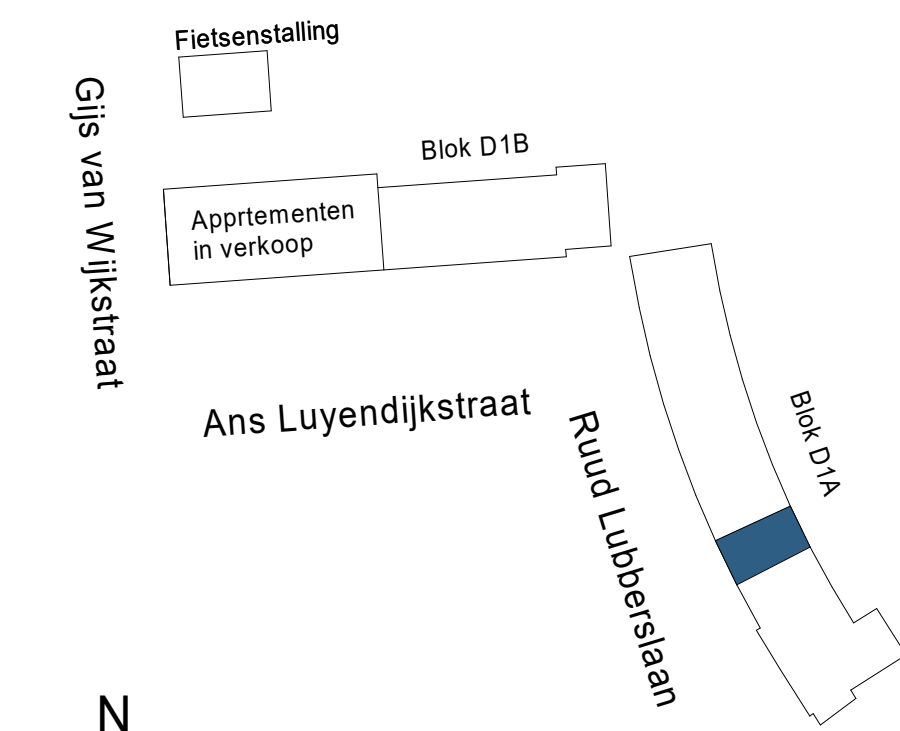 Fietsenstalling
Gijs van Wijkstraat
Blok D1B
Apprtementen
in verkoop
Ans Luyendijkstraat
Ruud Lubberslaan
Blok D1A
N